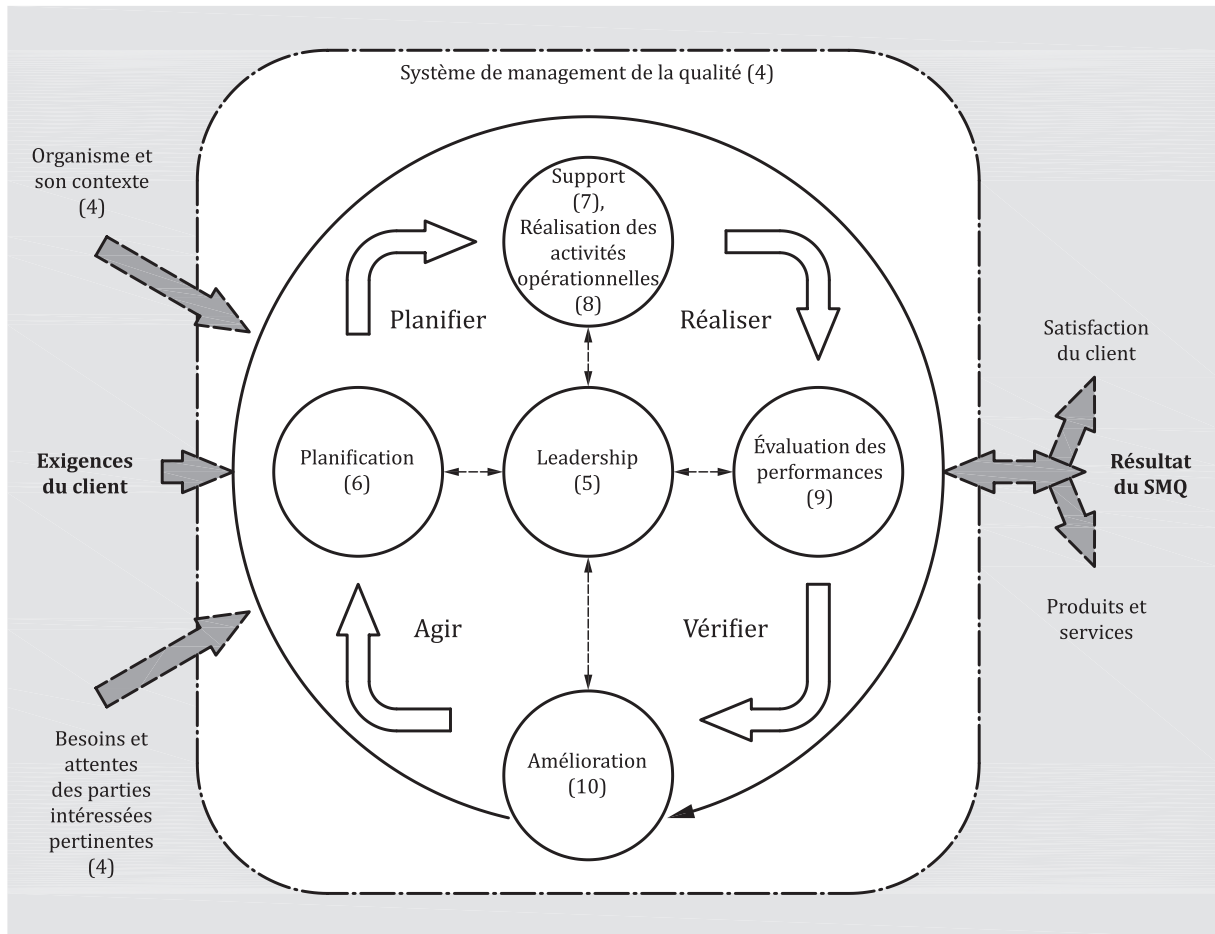 Système de management de la qualité (4)
Organisme et
son contexte
(4)
Support
(7),
Réalisation des
activités
opérationnelles
(8)
Planifier
Réaliser
Satisfaction
du client
Exigences
du client
Planification
(6)
Leadership
(5)
Évaluation des
performances
(9)
Résultat
du SMQ
Agir
Vérifier
Produits et
services
Besoins et
attentes
des parties
intéressées
pertinentes
(4)
Amélioration
(10)